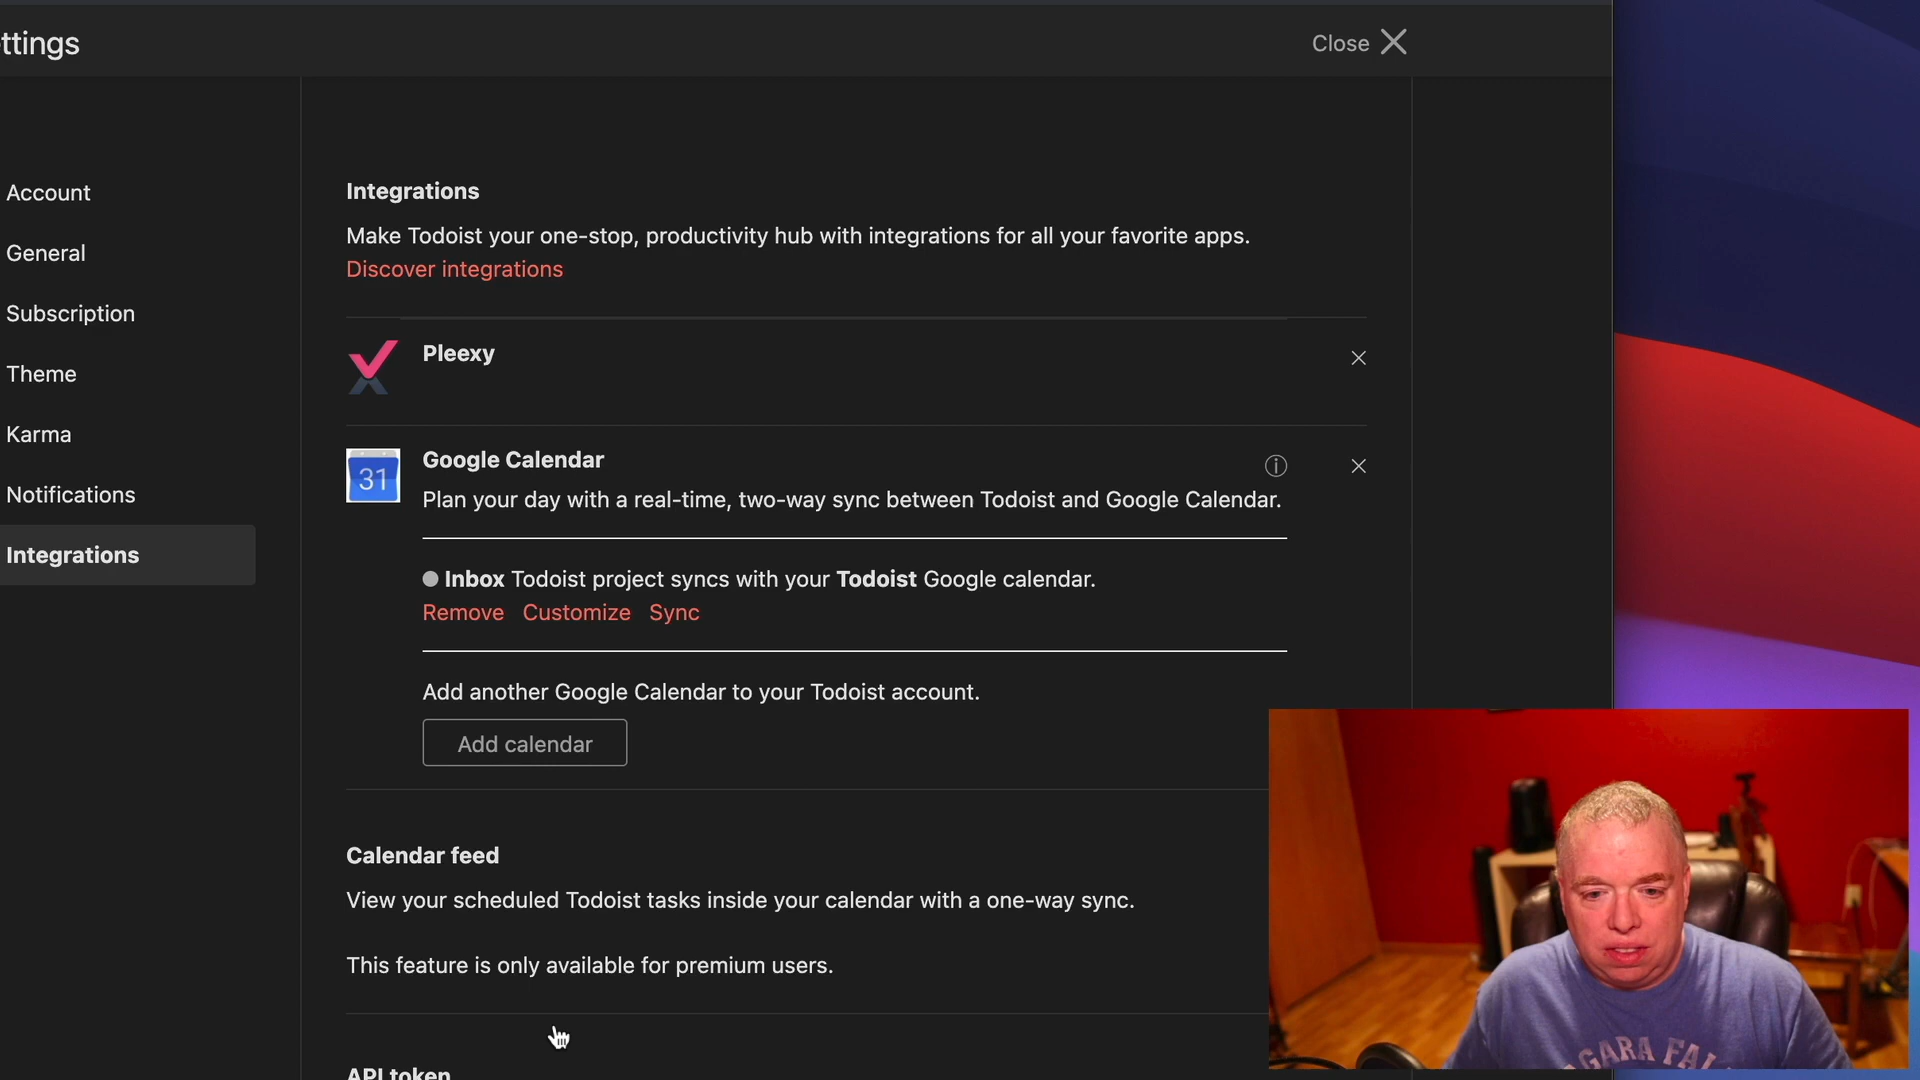 ttings
Close
Account
General
Subscription
Theme
Karma
Notifications
Integrations
Integrations
Make Todoist your one-stop, productivity hub with integrations for all your favorite apps.
Discover integrations
Pleexy
31
Google Calendar
Plan your day with a real-time, two-way sync between Todoist and Google Calendar.
Inbox Todoist project syncs with your Todoist Google calendar.
Remove Customize Sync
Add another Google Calendar to your Todoist account.
Add calendar
Calendar feed
View your scheduled Todoist tasks inside your calendar with a one-way sync.
This feature is only available for premium users.
API token
AGARA FAL